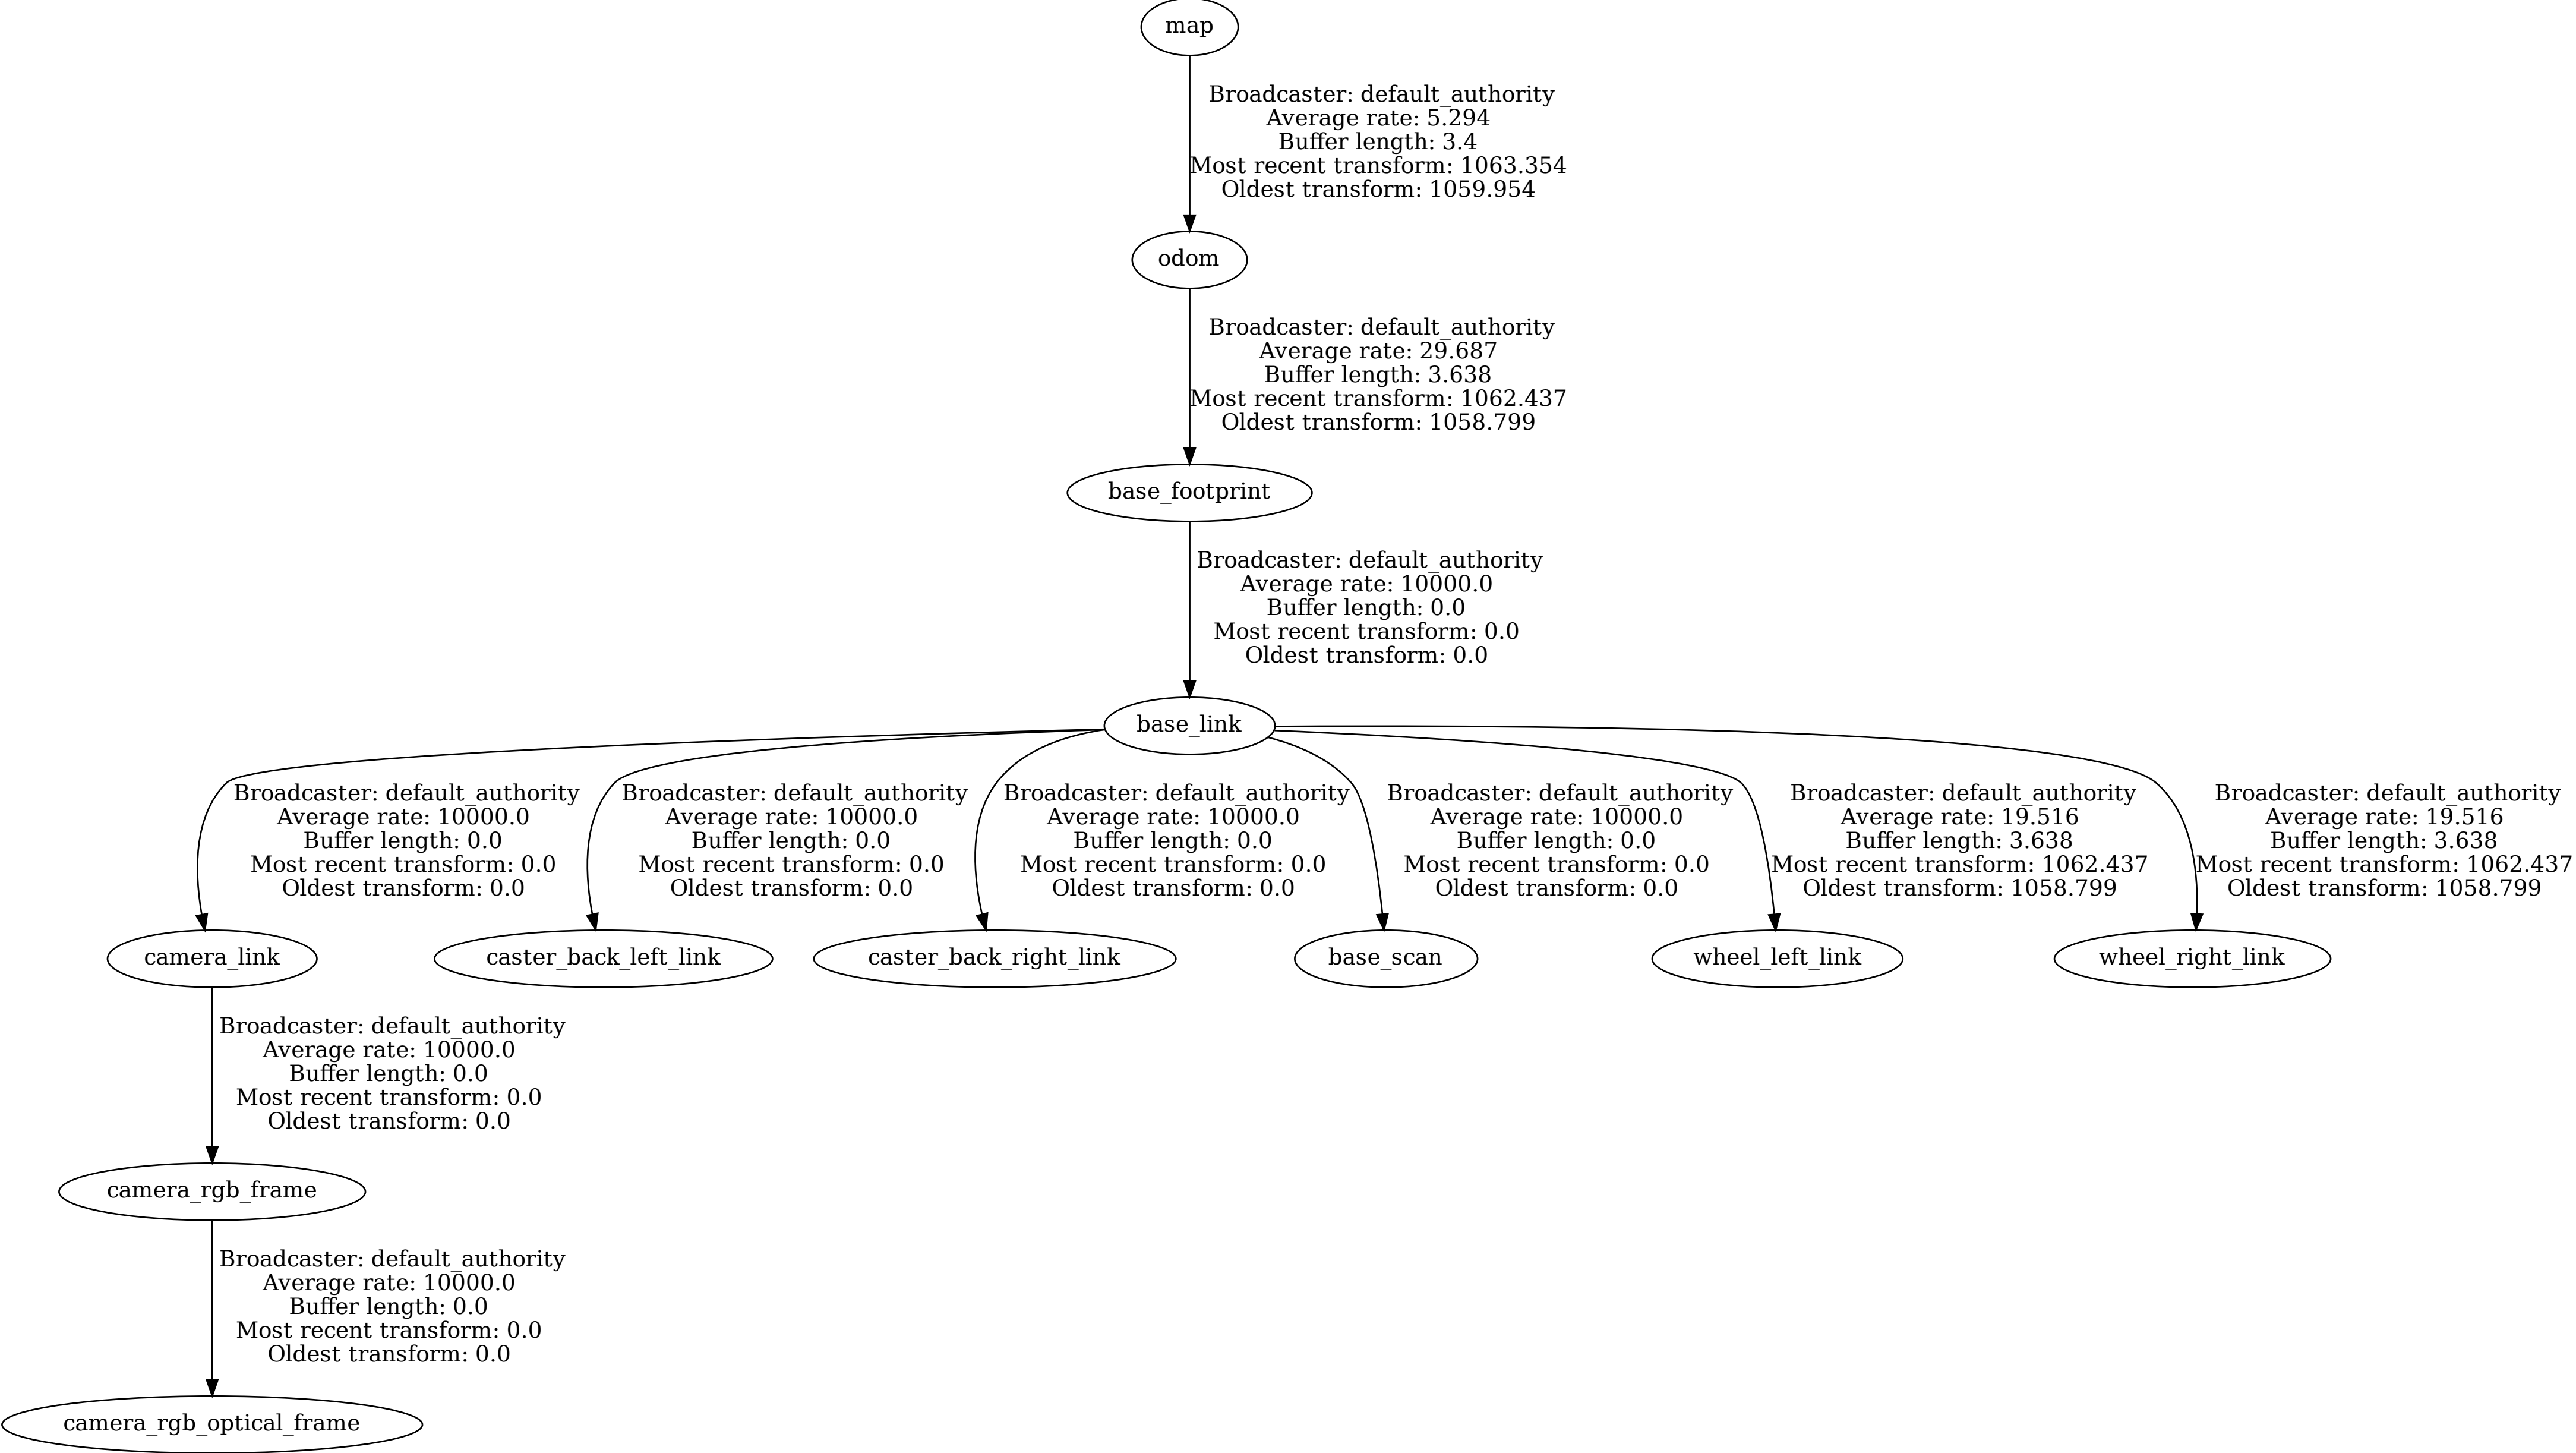 map
Broadcaster: default_authority
Average rate: 5.294
Buffer length: 3.4
Most recent transform: 1063.354
Oldest transform: 1059.954
odom
Broadcaster: default_authority
Average rate: 29.687
Buffer length: 3.638
Most recent transform: 1062.437
Oldest transform: 1058.799
base_footprint
Broadcaster: default_authority
Average rate: 10000.0
Buffer length: 0.0
Most recent transform: 0.0
Oldest transform: 0.0
base_link
Broadcaster: default_authority
Average rate: 10000.0
Buffer length: 0.0
Most recent transform: 0.0
Oldest transform: 0.0
Broadcaster: default_authority
Average rate: 10000.0
Buffer length: 0.0
Most recent transform: 0.0
Oldest transform: 0.0
Broadcaster: default_authority
Average rate: 10000.0
Buffer length: 0.0
Most recent transform: 0.0
Oldest transform: 0.0
Broadcaster: default_authority
Average rate: 10000.0
Buffer length: 0.0
Most recent transform: 0.0
Oldest transform: 0.0
Broadcaster: default_authority
Average rate: 19.516
Buffer length: 3.638
Most recent transform: 1062.437
Oldest transform: 1058.799
Broadcaster: default_authority
Average rate: 19.516
Buffer length: 3.638
Most recent transform: 1062.437
Oldest transform: 1058.799
camera_link
caster_back_left_link
caster_back_right_link
base_scan
wheel_left_link
wheel_right_link
Broadcaster: default_authority
Average rate: 10000.0
Buffer length: 0.0
Most recent transform: 0.0
Oldest transform: 0.0
camera_rgb_frame
Broadcaster: default_authority
Average rate: 10000.0
Buffer length: 0.0
Most recent transform: 0.0
Oldest transform: 0.0
camera_rgb_optical_frame